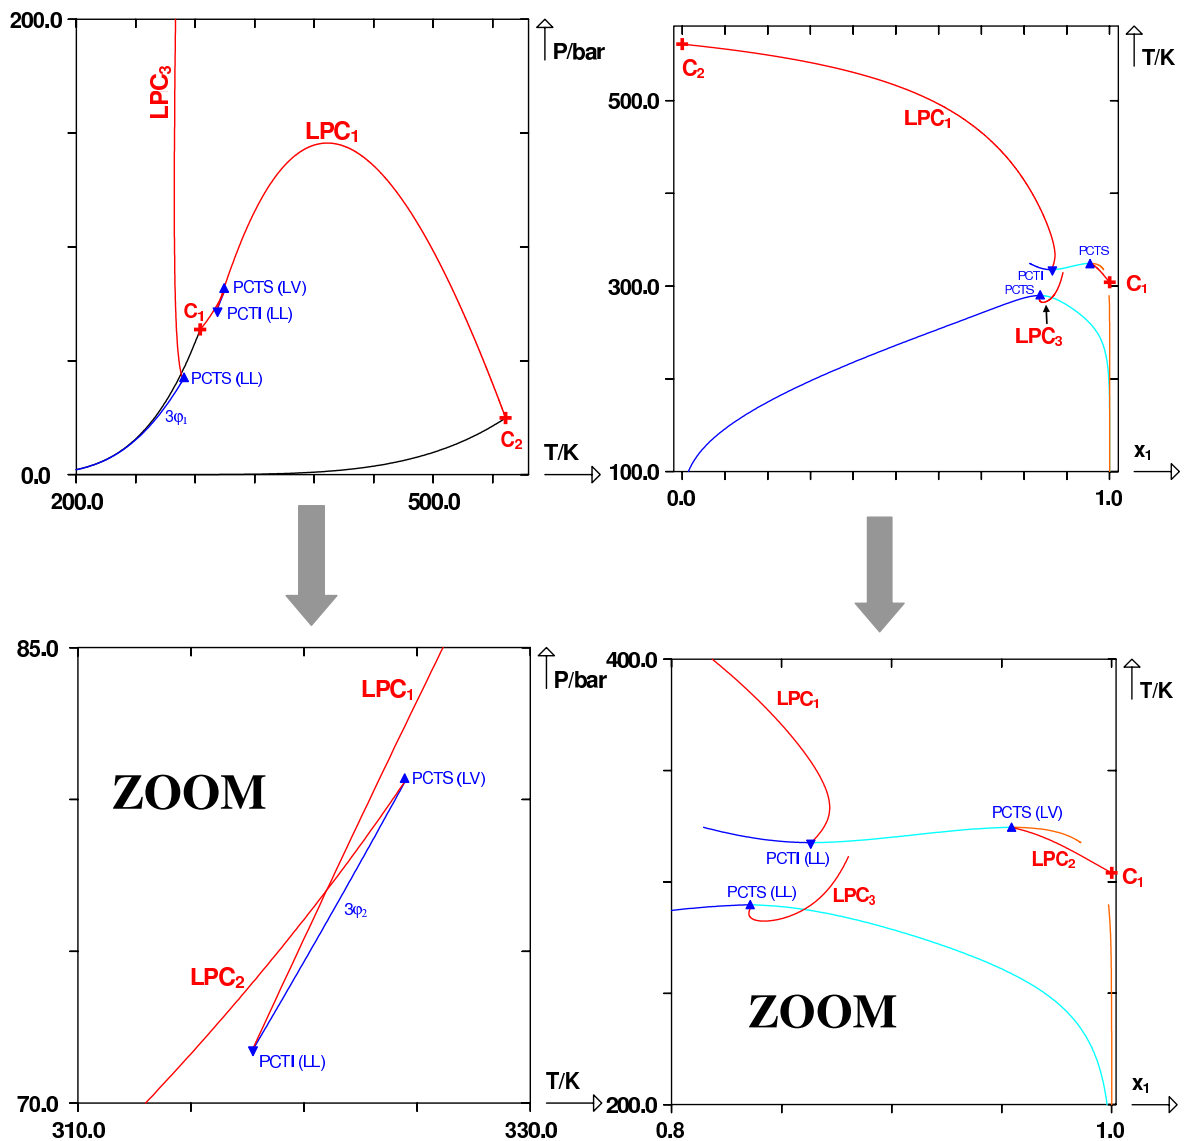 200.0
P/bar
LPC3
LPC1
PCTS (LV)
C1
PCTI (LL)
PCTS (LL)
3φ1
C2
T/K
0.0
200.0
500.0
T/K
C2
500.0
LPC1
PCTS
PCTI
300.0
PCTS
C1
LPC3
100.0
x1
0.0
1.0
85.0
P/bar
LPC1
ZOOM
PCTS (LV)
3φ2
LPC2
PCTI (LL)
T/K
70.0
310.0
330.0
400.0
T/K
LPC1
PCTS (LV)
PCTI (LL)
LPC2
C1
PCTS (LL)
LPC3
ZOOM
x1
200.0
0.8
1.0